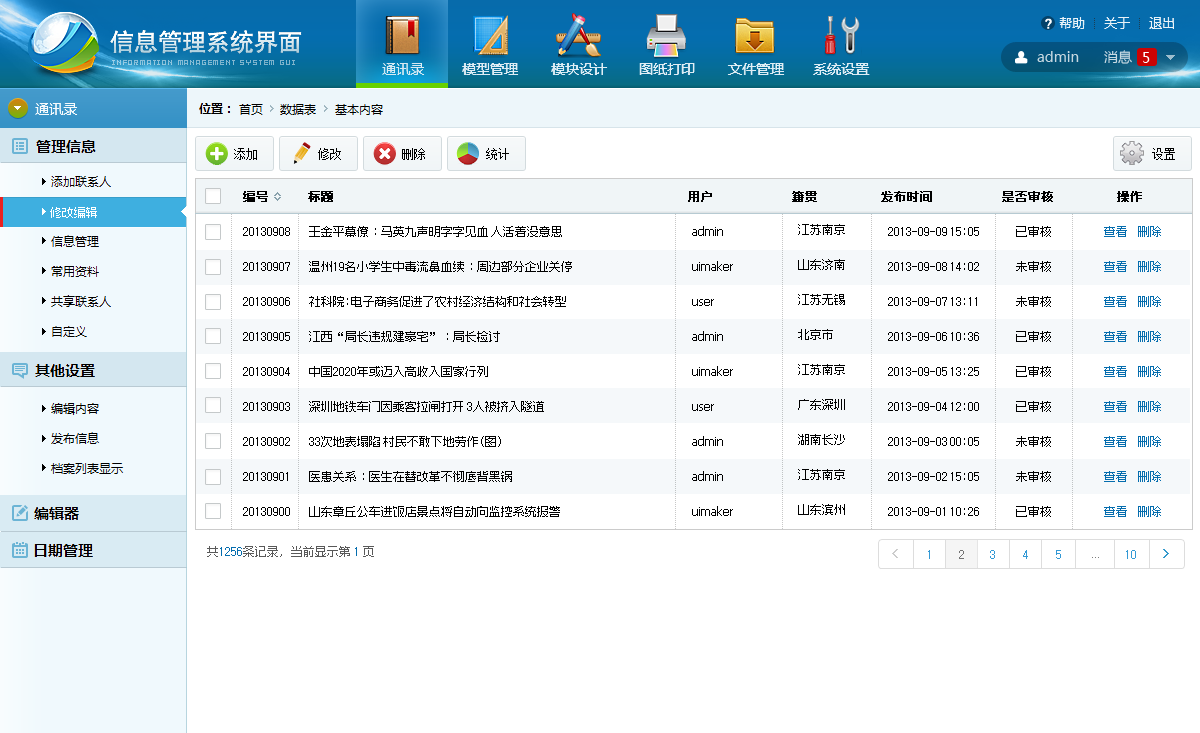 信息管理系统界面
INFORMATION MANAGEMENT SYSTEM GUI
通讯录 模型管理 模块设计 图纸打印 文件管理 系统设置
? 帮助 关于 退出
admin 消息 5
通讯录
管理信息
添加联系人
修改编辑
信息管理
常用资料
共享联系人
自定义
其他设置
编辑内容
发布信息
档案列表显示
编辑器
日期管理
位置： 首页 > 数据表 > 基本内容
添加 修改 删除 统计 设置
编号 标题 用户 籍贯 发布时间 是否审核 操作
20130908 王金平幕僚：马英九声明字字见血 人活着没意思 admin 江苏南京 2013-09-09 15:05 已审核 查看 删除
20130907 温州19名小学生中毒流鼻血续：周边部分企业关停 uimaker 山东济南 2013-09-08 14:02 未审核 查看 删除
20130906 社科院:电子商务促进了农村经济结构和社会转型 user 江苏无锡 2013-09-07 13:11 未审核 查看 删除
20130905 江西“局长违规建豪宅”：局长检讨 admin 北京市 2013-09-06 10:36 已审核 查看 删除
20130904 中国2020年或迈入高收入国家行列 uimaker 江苏南京 2013-09-05 13:25 已审核 查看 删除
20130903 深圳地铁车门因乘客拉闸打开 3人被挤入隧道 user 广东深圳 2013-09-04 12:00 已审核 查看 删除
20130902 33次地表塌陷 村民不敢下地劳作(图) admin 湖南长沙 2013-09-03 00:05 未审核 查看 删除
20130901 医患关系：医生在替改革不彻底背黑锅 admin 江苏南京 2013-09-02 15:05 未审核 查看 删除
20130900 山东章丘公车进饭店景点将自动向监控系统报警 uimaker 山东滨州 2013-09-01 10:26 已审核 查看 删除
共1256条记录，当前显示第 1 页
< 1 2 3 4 5 ... 10 >